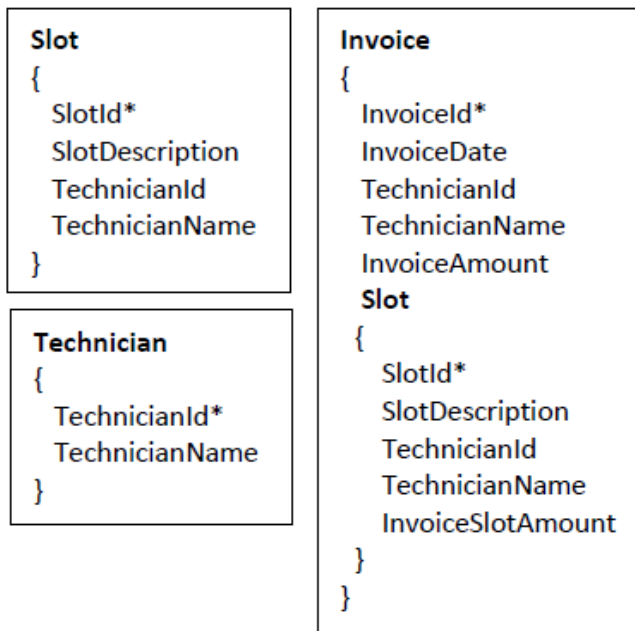 Slot
{
SlotId*
SlotDescription
TechnicianId
TechnicianName
}
Technician
{
TechnicianId*
TechnicianName
}
Invoice
{
InvoiceId*
InvoiceDate
TechnicianId
TechnicianName
InvoiceAmount
Slot
{
SlotId*
SlotDescription
TechnicianId
TechnicianName
InvoiceSlotAmount
}
}